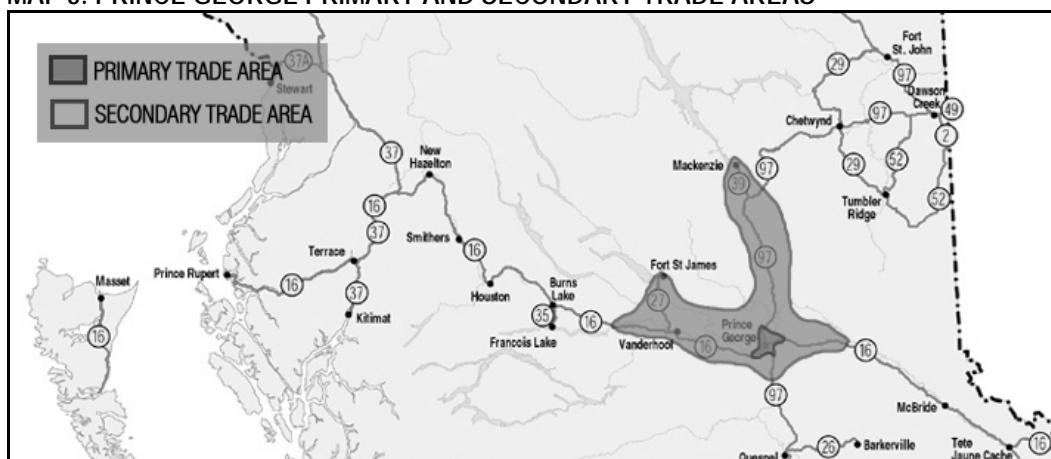 MAP 3: PRINCE GEORGE PRIMARY AND SECONDARY TRADE AREAS
PRIMARY TRADE AREA
SECONDARY TRADE AREA
37A
Stewart
Fort
St. John
29
97
Dawson
Creek
49
Chetwynd
97
2
37
New
Hazelton
Mackenzie
39
97
29
52
Tumbler
Ridge
52
16
37
Smithers
16
Terrace
Prince Rupert
16
37
Kitimat
Masset
16
Houston
Burns
Lake
35
16
Francois Lake
Fort St James
27
97
Vanderhoof
16
Prince
George
16
97
McBride
26
Barkerville
Quesnel
Tete
Jaune Cache
16